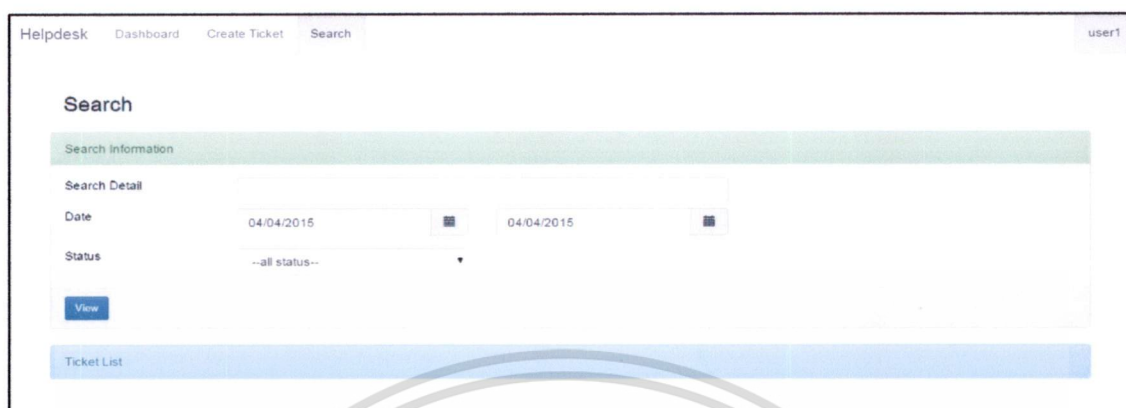 Helpdesk Dashboard Create Ticket Search user1
Search
Search Information
Search Detail
Date 04/04/2015 04/04/2015
Status --all status--
View
Ticket List